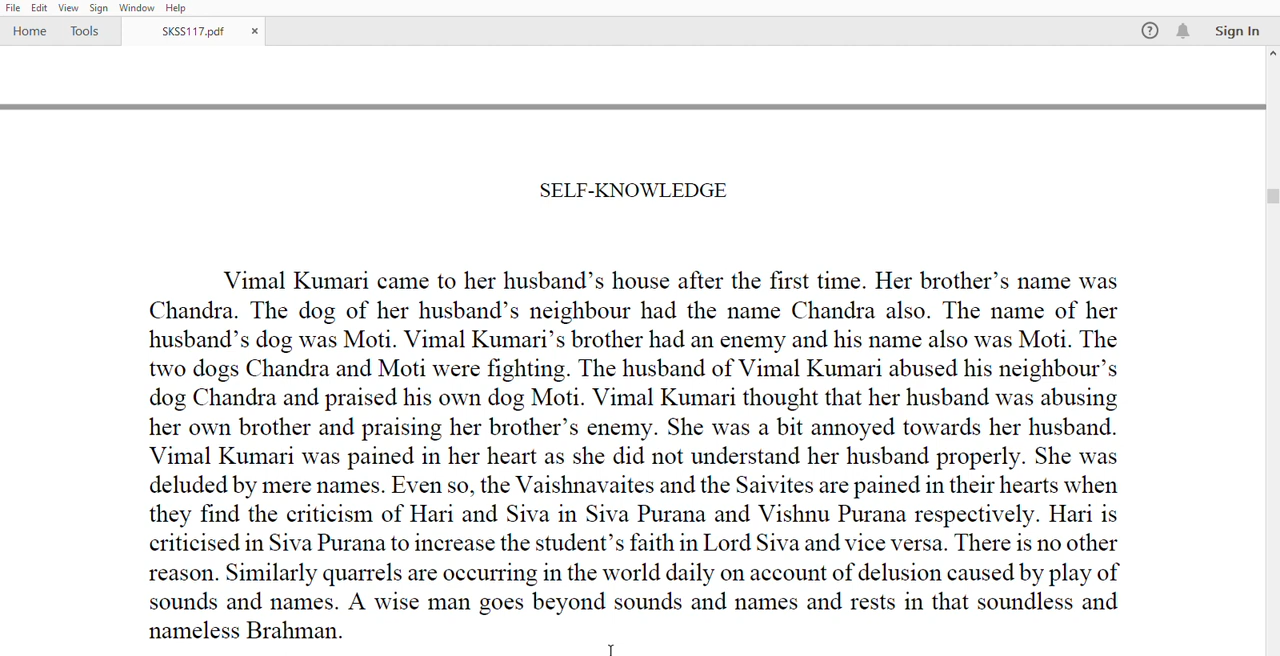 File Edit View Sign Window Help
Home Tools SKSS117.pdf × ? Sign In
SELF-KNOWLEDGE
Vimal Kumari came to her husband’s house after the first time. Her brother’s name was
Chandra. The dog of her husband’s neighbour had the name Chandra also. The name of her
husband’s dog was Moti. Vimal Kumari’s brother had an enemy and his name also was Moti. The
two dogs Chandra and Moti were fighting. The husband of Vimal Kumari abused his neighbour’s
dog Chandra and praised his own dog Moti. Vimal Kumari thought that her husband was abusing
her own brother and praising her brother’s enemy. She was a bit annoyed towards her husband.
Vimal Kumari was pained in her heart as she did not understand her husband properly. She was
deluded by mere names. Even so, the Vaishnavaites and the Saivites are pained in their hearts when
they find the criticism of Hari and Siva in Siva Purana and Vishnu Purana respectively. Hari is
criticised in Siva Purana to increase the student’s faith in Lord Siva and vice versa. There is no other
reason. Similarly quarrels are occurring in the world daily on account of delusion caused by play of
sounds and names. A wise man goes beyond sounds and names and rests in that soundless and
nameless Brahman.